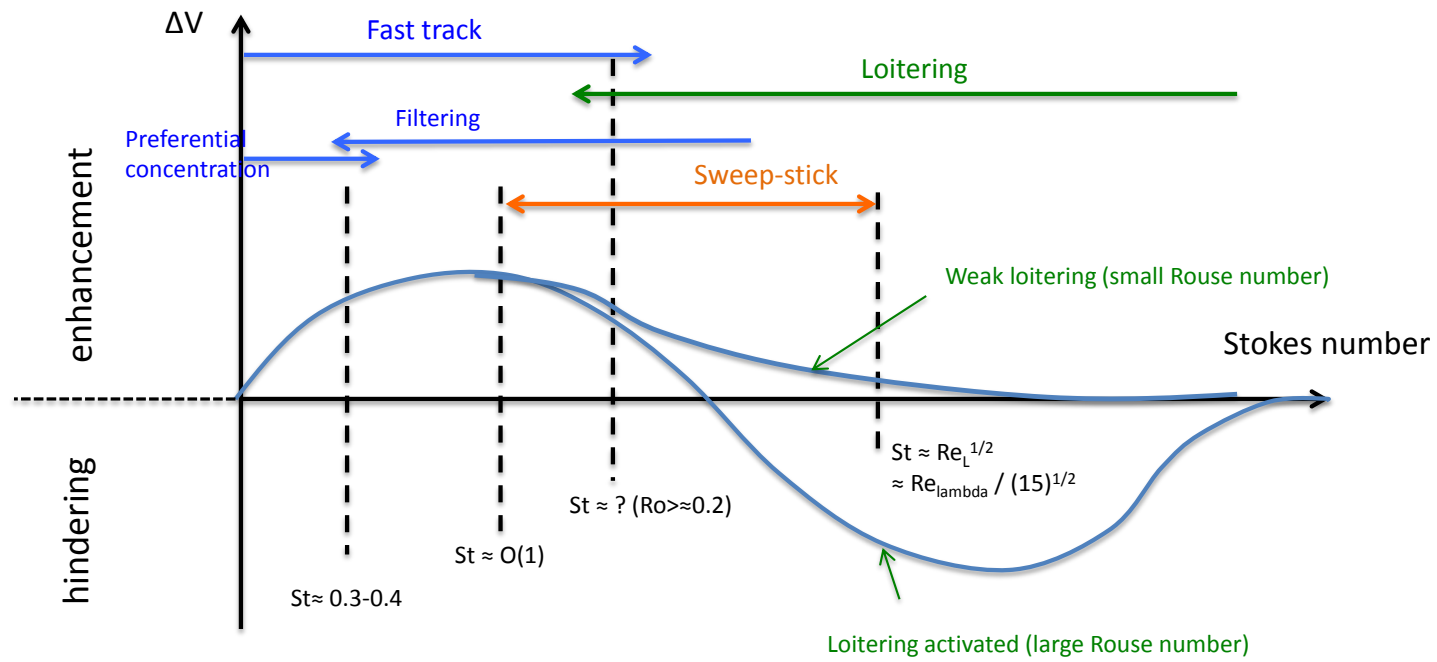 ΔV
Fast track
Loitering
Filtering
Preferential
concentration
Sweep-stick
enhancement
Weak loitering (small Rouse number)
Stokes number
hindering
St ≈ Re_L^1/2
≈ Re_lambda / (15)^1/2
St ≈ ? (Ro>≈0.2)
St ≈ O(1)
St≈ 0.3-0.4
Loitering activated (large Rouse number)